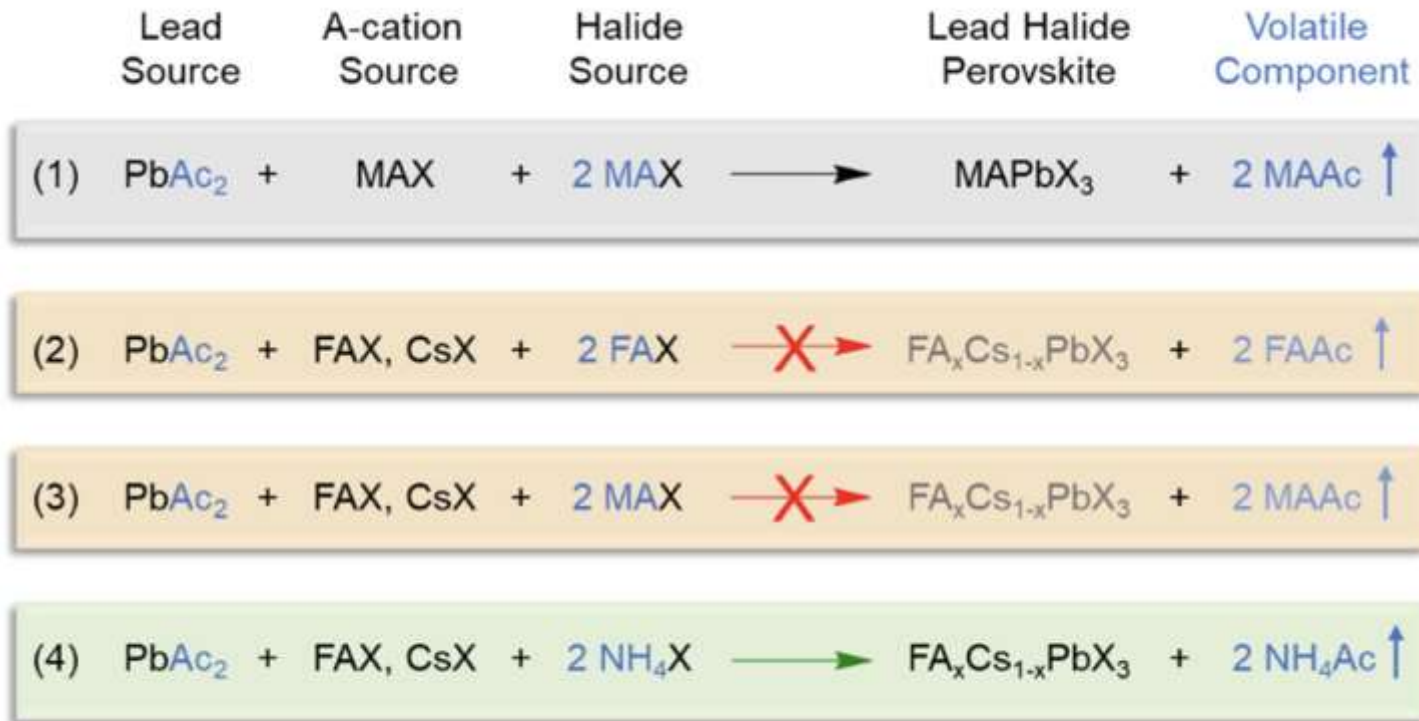 Lead Source A-cation Source Halide Source Lead Halide Perovskite Volatile Component
(1) PbAc₂ + MAX + 2 MAX → MAPbX₃ + 2 MAAc ↑
(2) PbAc₂ + FAX, CsX + 2 FAX X→ FAₓCs₁₋ₓPbX₃ + 2 FAAc ↑
(3) PbAc₂ + FAX, CsX + 2 MAX X→ FAₓCs₁₋ₓPbX₃ + 2 MAAc ↑
(4) PbAc₂ + FAX, CsX + 2 NH₄X → FAₓCs₁₋ₓPbX₃ + 2 NH₄Ac ↑